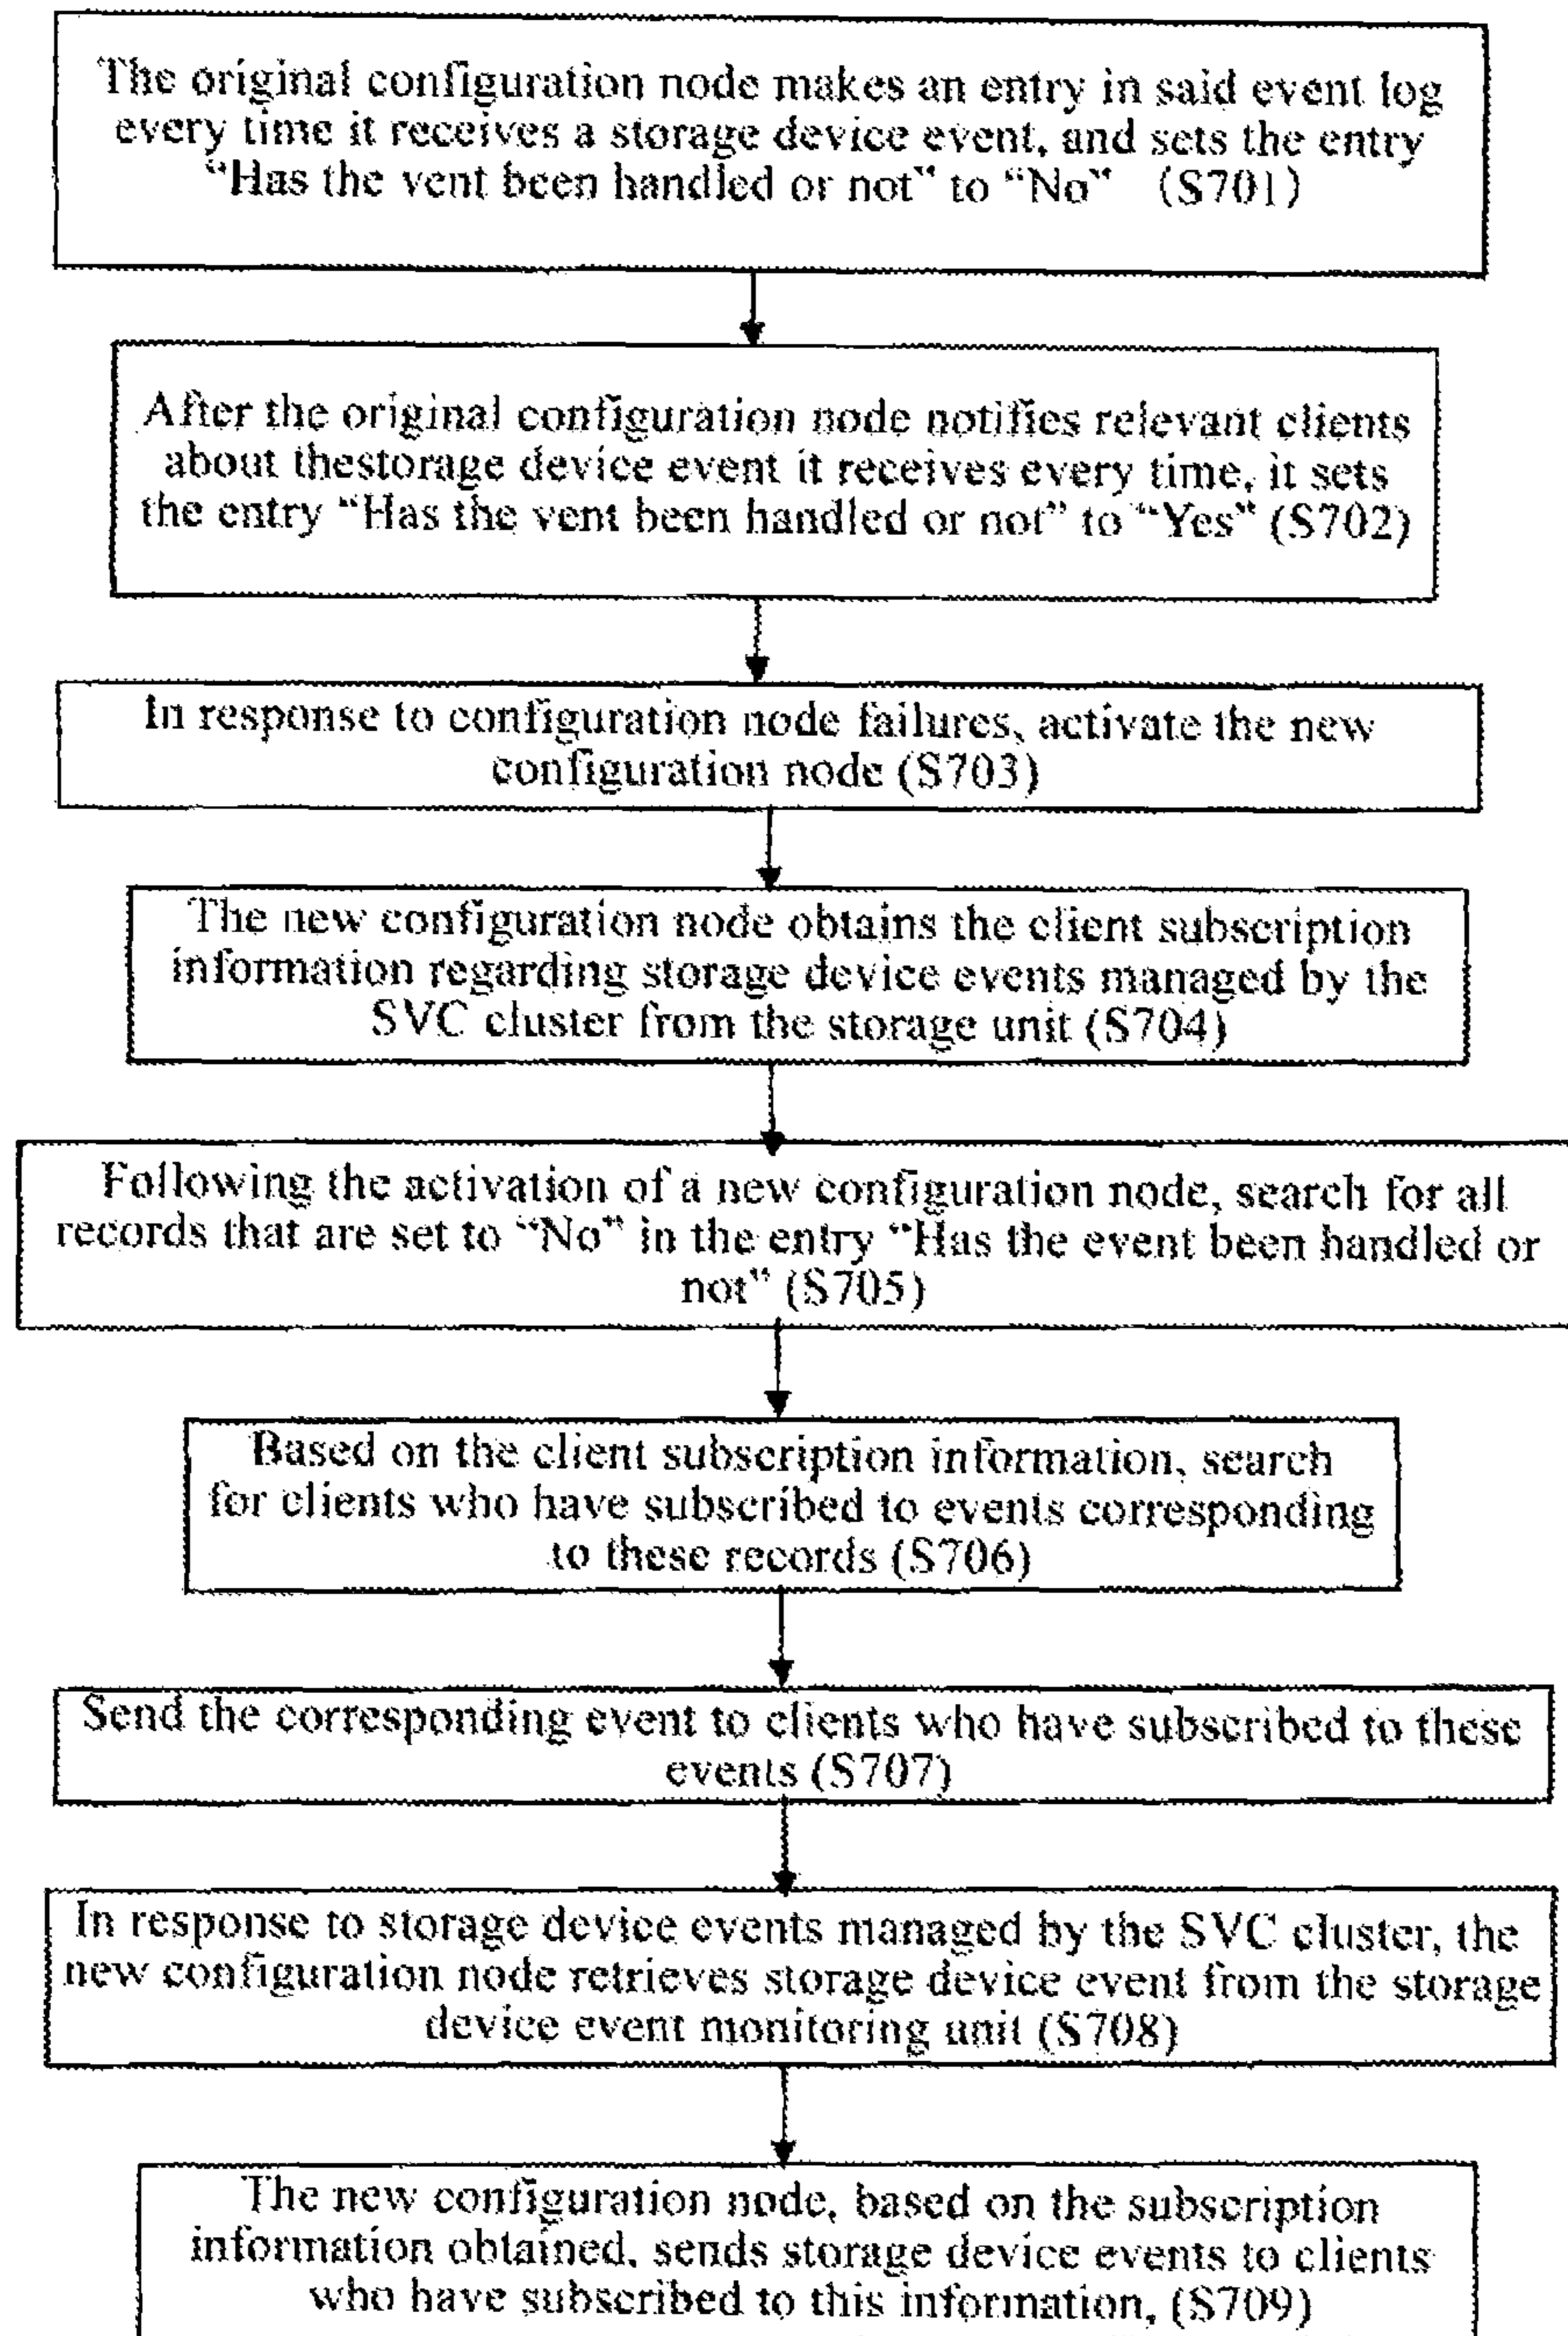 The original configuration node makes an entry in said event log
every time it receives a storage device event, and sets the entry
“Has the vent been handled or not” to “No” (S701)
After the original configuration node notifies relevant clients
about thestorage device event it receives every time, it sets
the entry “Has the vent been handled or not” to “Yes” (S702)
In response to configuration node failures, activate the new
configuration node (S703)
The new configuration node obtains the client subscription
information regarding storage device events managed by the
SVC cluster from the storage unit (S704)
Following the activation of a new configuration node, search for all
records that are set to “No” in the entry “Has the event been handled or
not” (S705)
Based on the client subscription information, search
for clients who have subscribed to events corresponding
to these records (S706)
Send the corresponding event to clients who have subscribed to these
events (S707)
In response to storage device events managed by the SVC cluster, the
new configuration node retrieves storage device event from the storage
device event monitoring unit (S708)
The new configuration node, based on the subscription
information obtained, sends storage device events to clients
who have subscribed to this information, (S709)